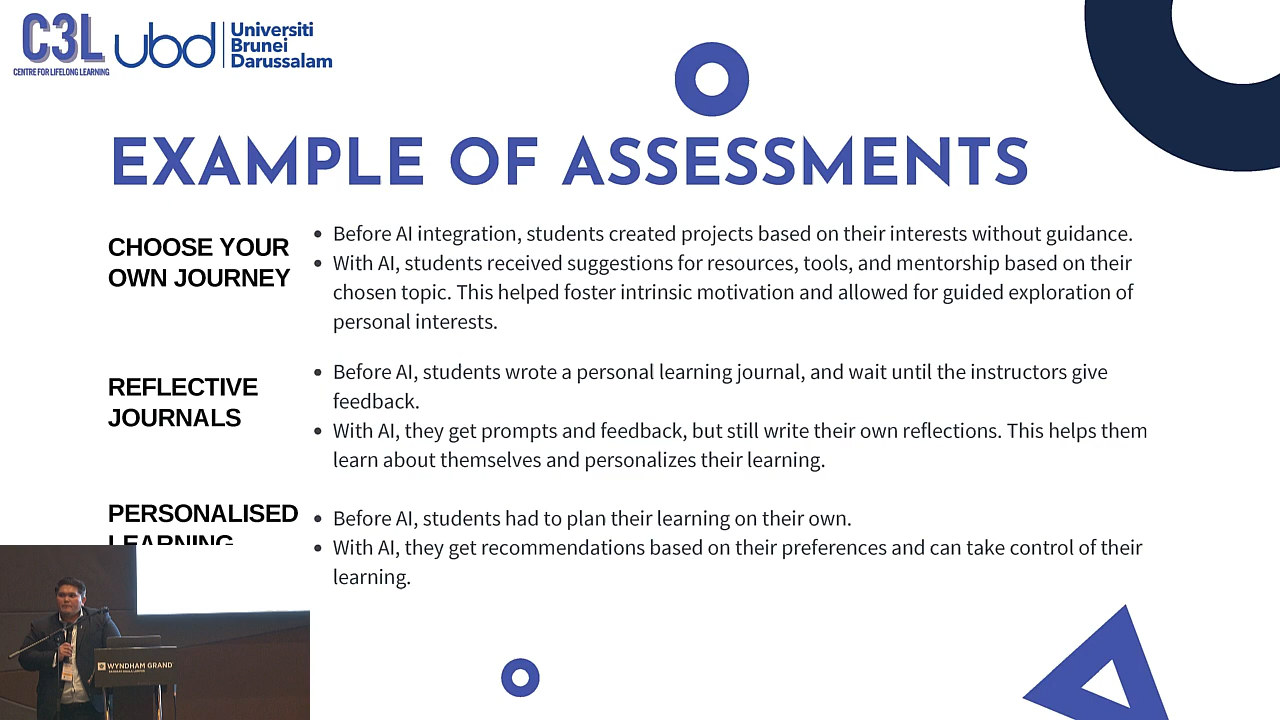 C3L
CENTRE FOR LIFELONG LEARNING
ubd
Universiti
Brunei
Darussalam
EXAMPLE OF ASSESSMENTS
CHOOSE YOUR
OWN JOURNEY
• Before AI integration, students created projects based on their interests without guidance.
• With AI, students received suggestions for resources, tools, and mentorship based on their
chosen topic. This helped foster intrinsic motivation and allowed for guided exploration of
personal interests.
REFLECTIVE
JOURNALS
• Before AI, students wrote a personal learning journal, and wait until the instructors give
feedback.
• With AI, they get prompts and feedback, but still write their own reflections. This helps them
learn about themselves and personalizes their learning.
PERSONALISED
LEARNING
• Before AI, students had to plan their learning on their own.
• With AI, they get recommendations based on their preferences and can take control of their
learning.
WYNDHAM GRAND